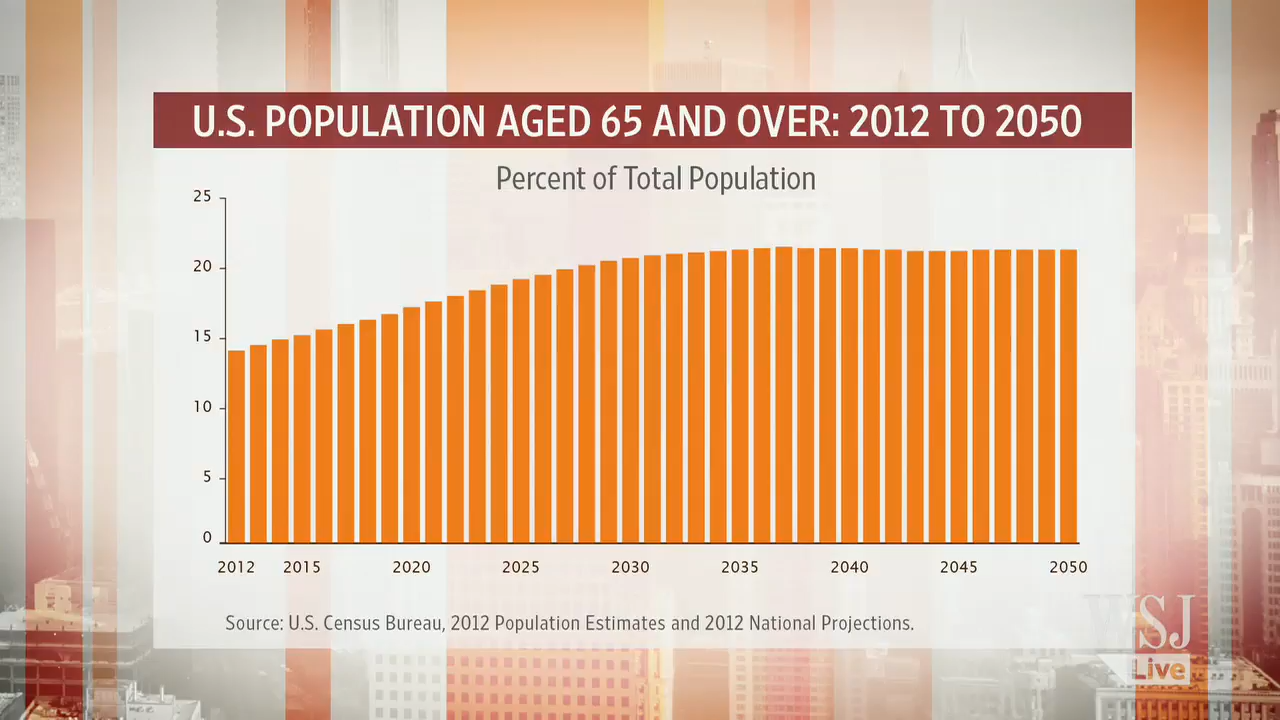 U.S. POPULATION AGED 65 AND OVER: 2012 TO 2050
Percent of Total Population
25
20
15
10
5
0
2012 2015 2020 2025 2030 2035 2040 2045 2050
Source: U.S. Census Bureau, 2012 Population Estimates and 2012 National Projections.
WSJ
Live